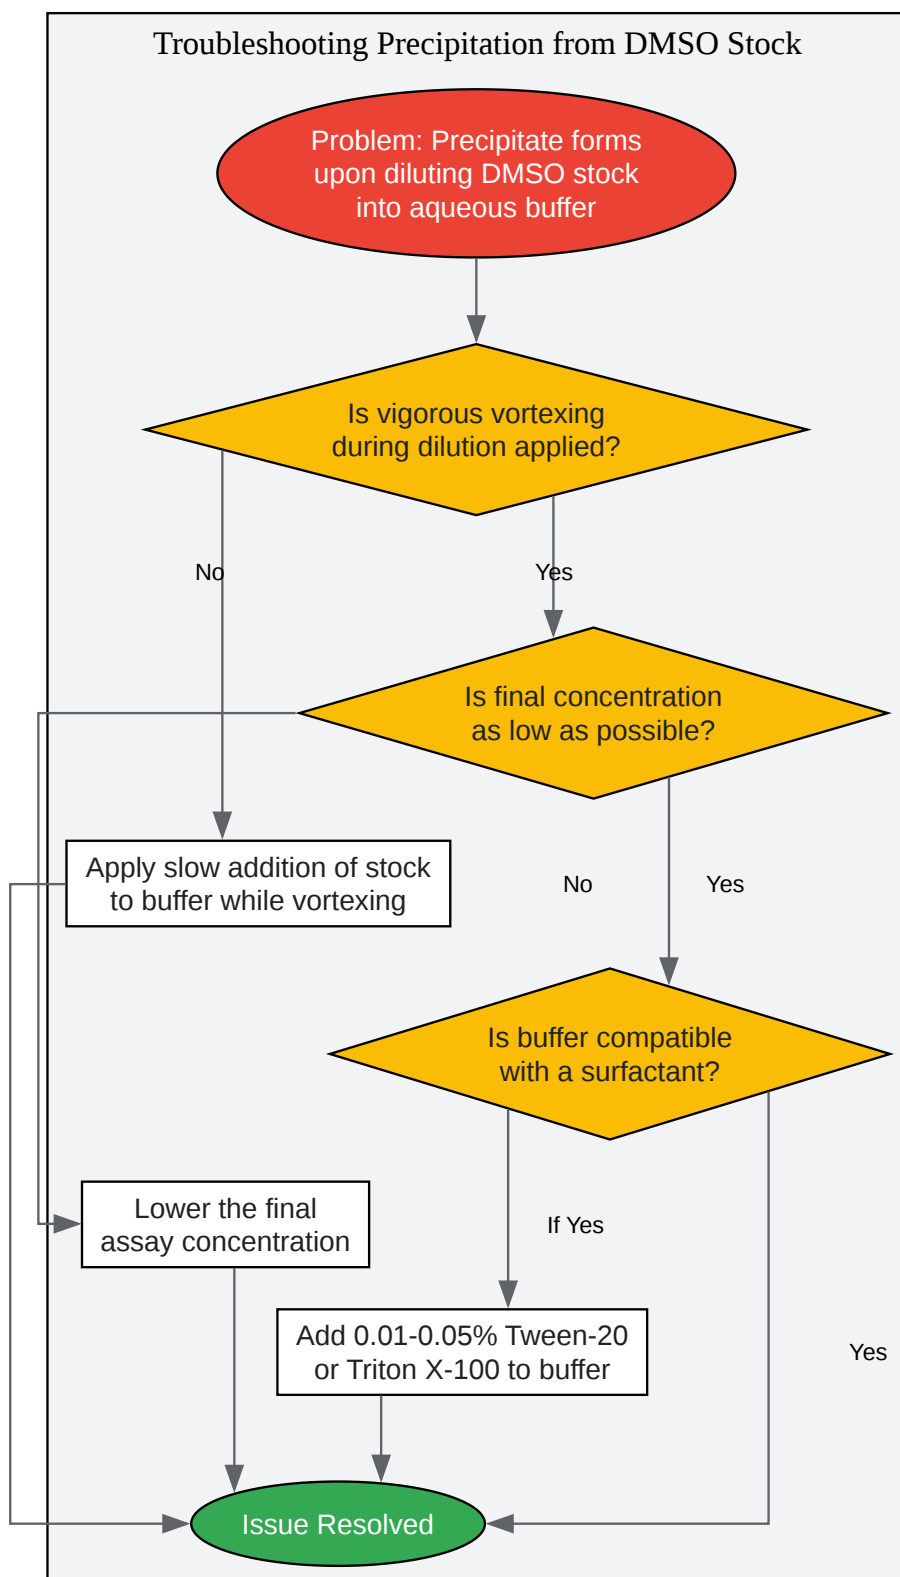 Troubleshooting Precipitation from DMSO Stock
Problem: Precipitate forms
upon diluting DMSO stock
into aqueous buffer
Is vigorous vortexing
during dilution applied?
No
Yes
Is final concentration
as low as possible?
Apply slow addition of stock
to buffer while vortexing
No
Yes
Is buffer compatible
with a surfactant?
Lower the final
assay concentration
If Yes
Add 0.01-0.05% Tween-20
or Triton X-100 to buffer
Yes
Issue Resolved